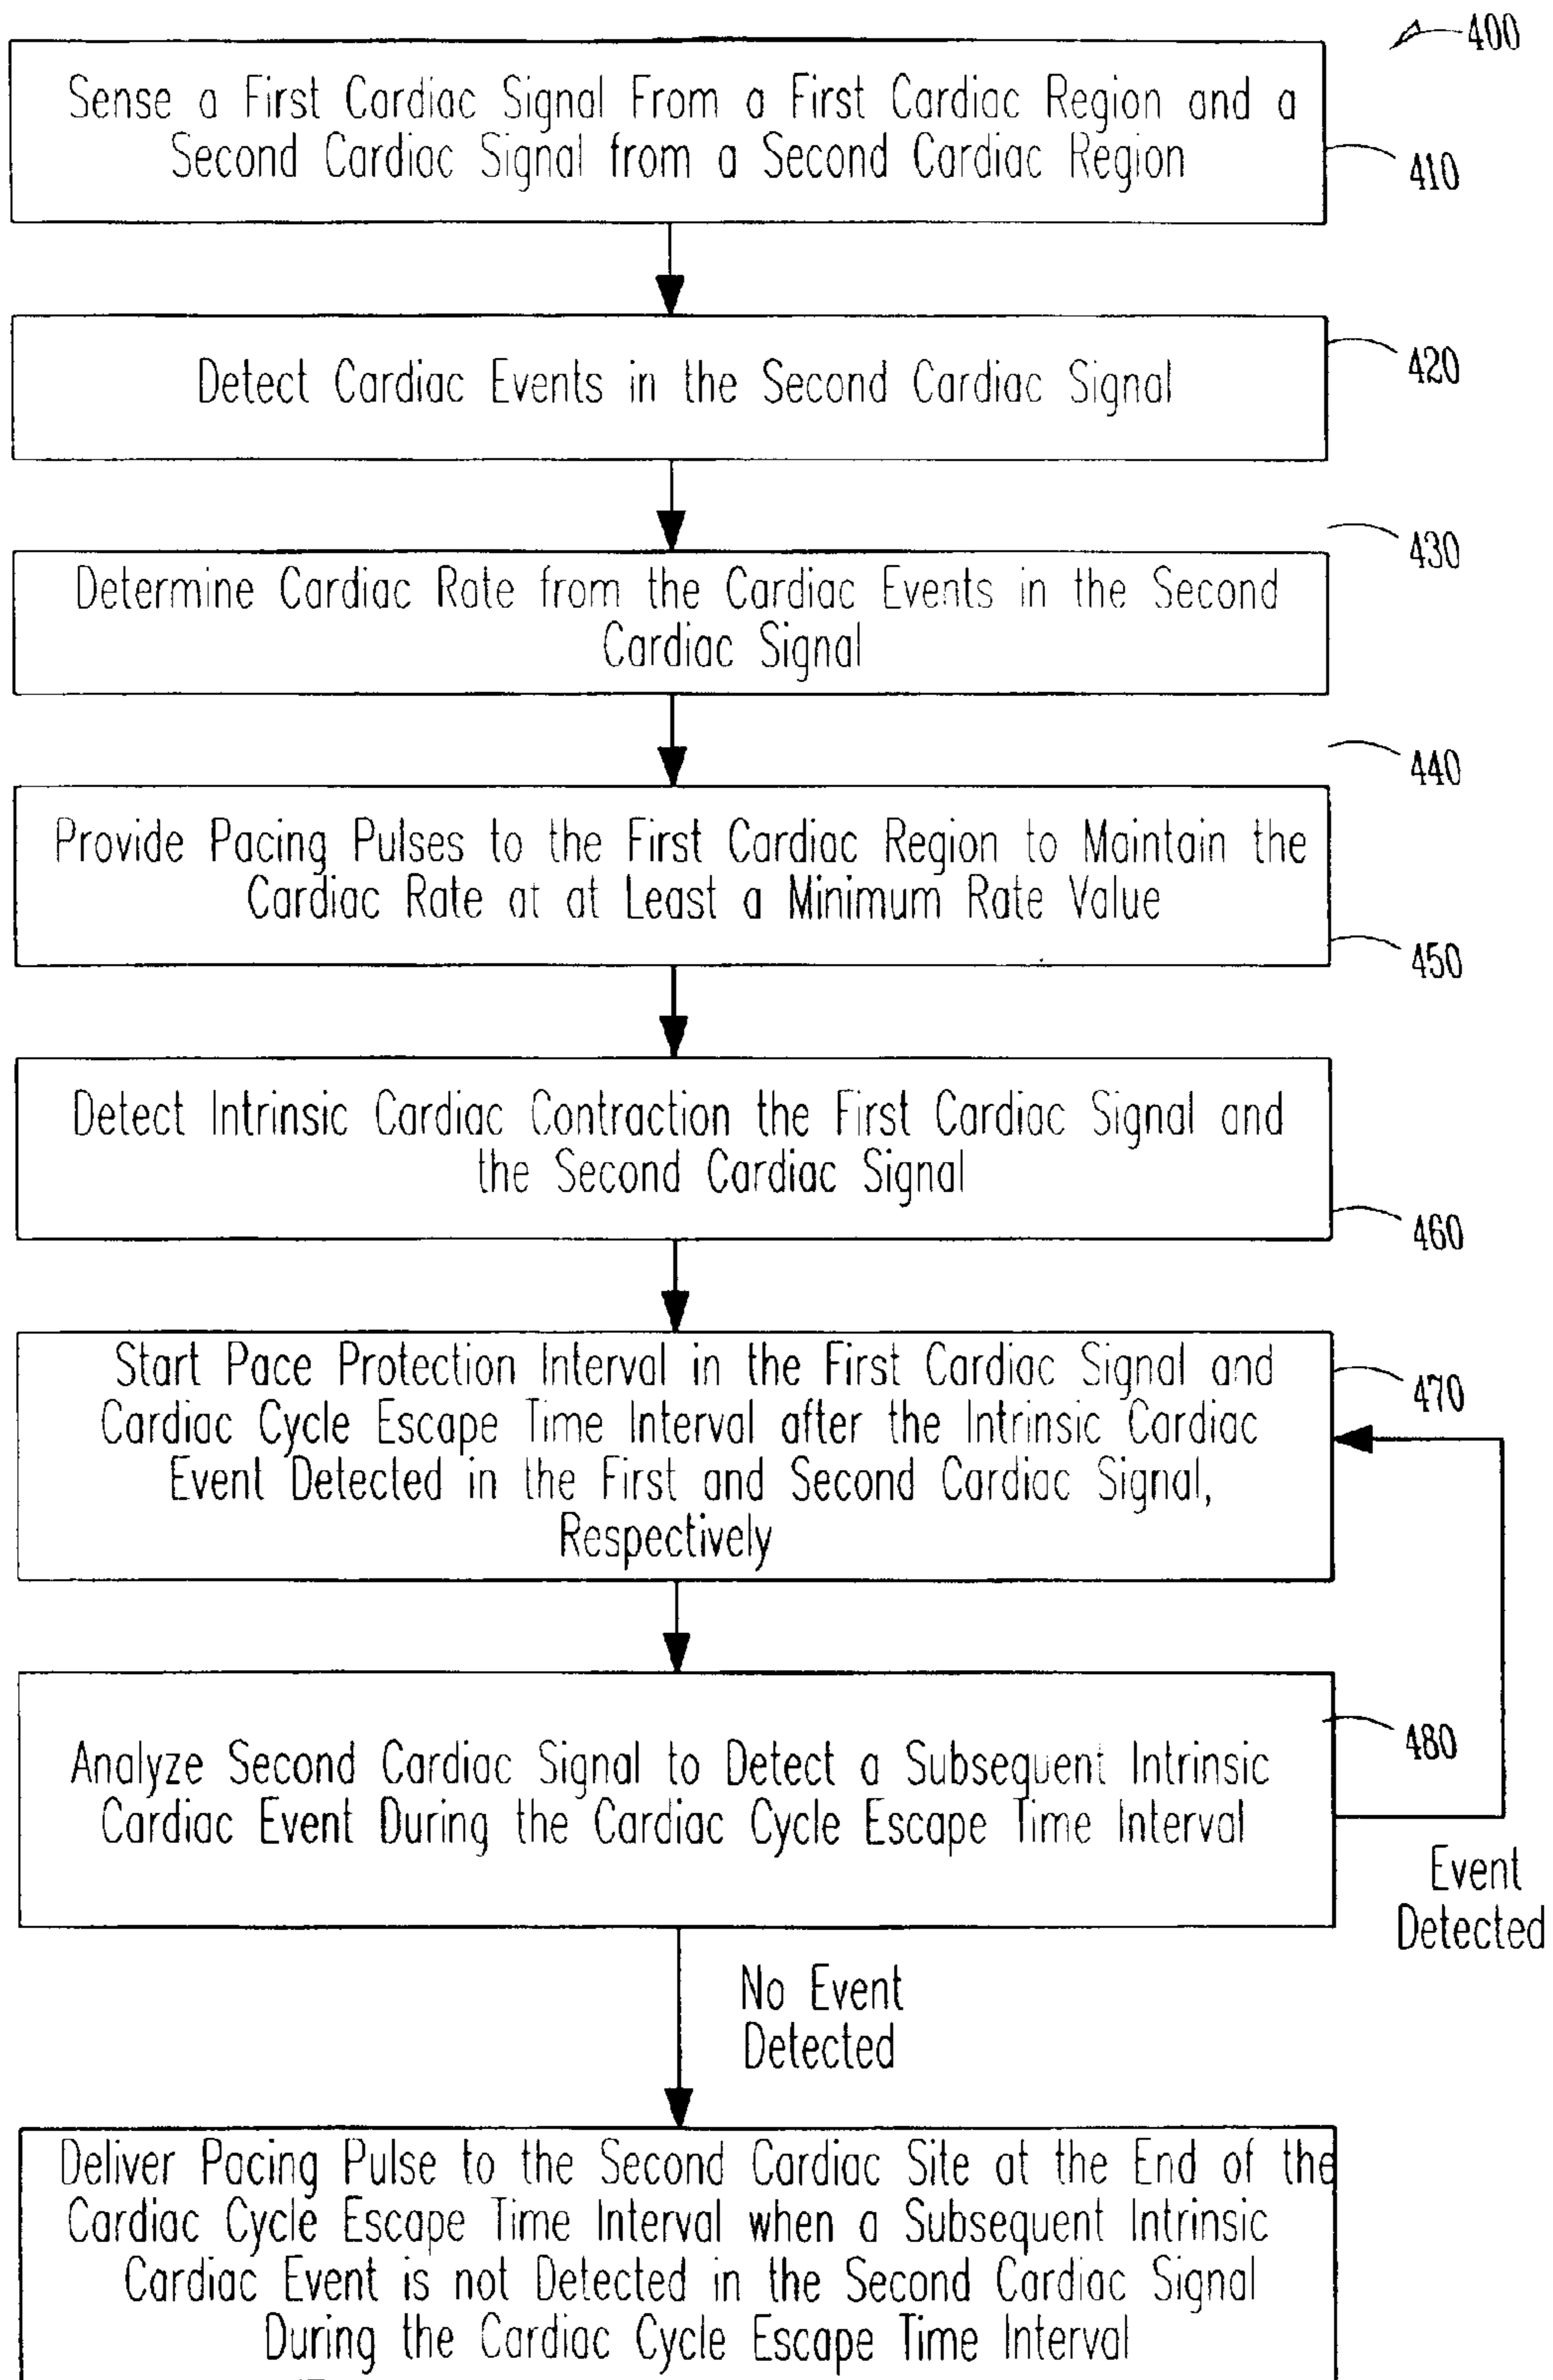 400
Sense a First Cardiac Signal From a First Cardiac Region and a
Second Cardiac Signal from a Second Cardiac Region
410
Detect Cardiac Events in the Second Cardiac Signal
420
430
Determine Cardiac Rate from the Cardiac Events in the Second
Cardiac Signal
440
Provide Pacing Pulses to the First Cardiac Region to Maintain the
Cardiac Rate at at Least a Minimum Rate Value
450
Detect Intrinsic Cardiac Contraction the First Cardiac Signal and
the Second Cardiac Signal
460
Start Pace Protection Interval in the First Cardiac Signal and
Cardiac Cycle Escape Time Interval after the Intrinsic Cardiac
Event Detected in the First and Second Cardiac Signal,
Respectively
470
Analyze Second Cardiac Signal to Detect a Subsequent Intrinsic
Cardiac Event During the Cardiac Cycle Escape Time Interval
480
Event
Detected
No Event
Detected
Deliver Pacing Pulse to the Second Cardiac Site at the End of the
Cardiac Cycle Escape Time Interval when a Subsequent Intrinsic
Cardiac Event is not Detected in the Second Cardiac Signal
During the Cardiac Cycle Escape Time Interval